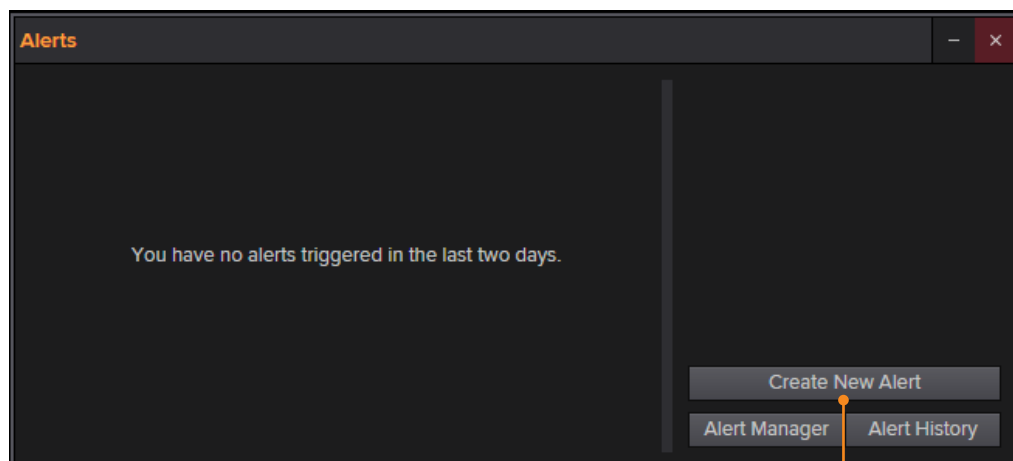 Alerts
You have no alerts triggered in the last two days.
Create New Alert
Alert Manager
Alert History